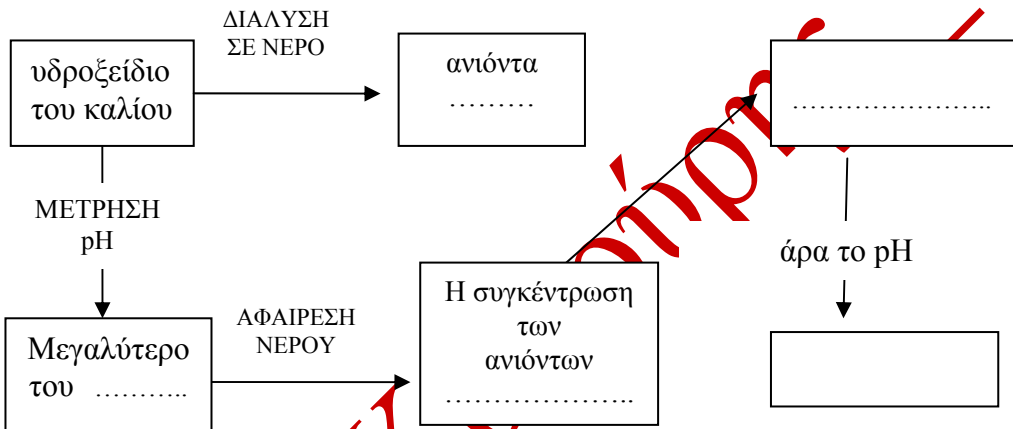 ΔΙΑΛΥΣΗ
ΣΕ ΝΕΡΟ
υδροξείδιο
του καλίου
ανιόντα
………
…………………..
ΜΕΤΡΗΣΗ
pH
άρα το pH
Μεγαλύτερο
του ………..
ΑΦΑΙΡΕΣΗ
ΝΕΡΟΥ
Η συγκέντρωση
των
ανιόντων
………………..